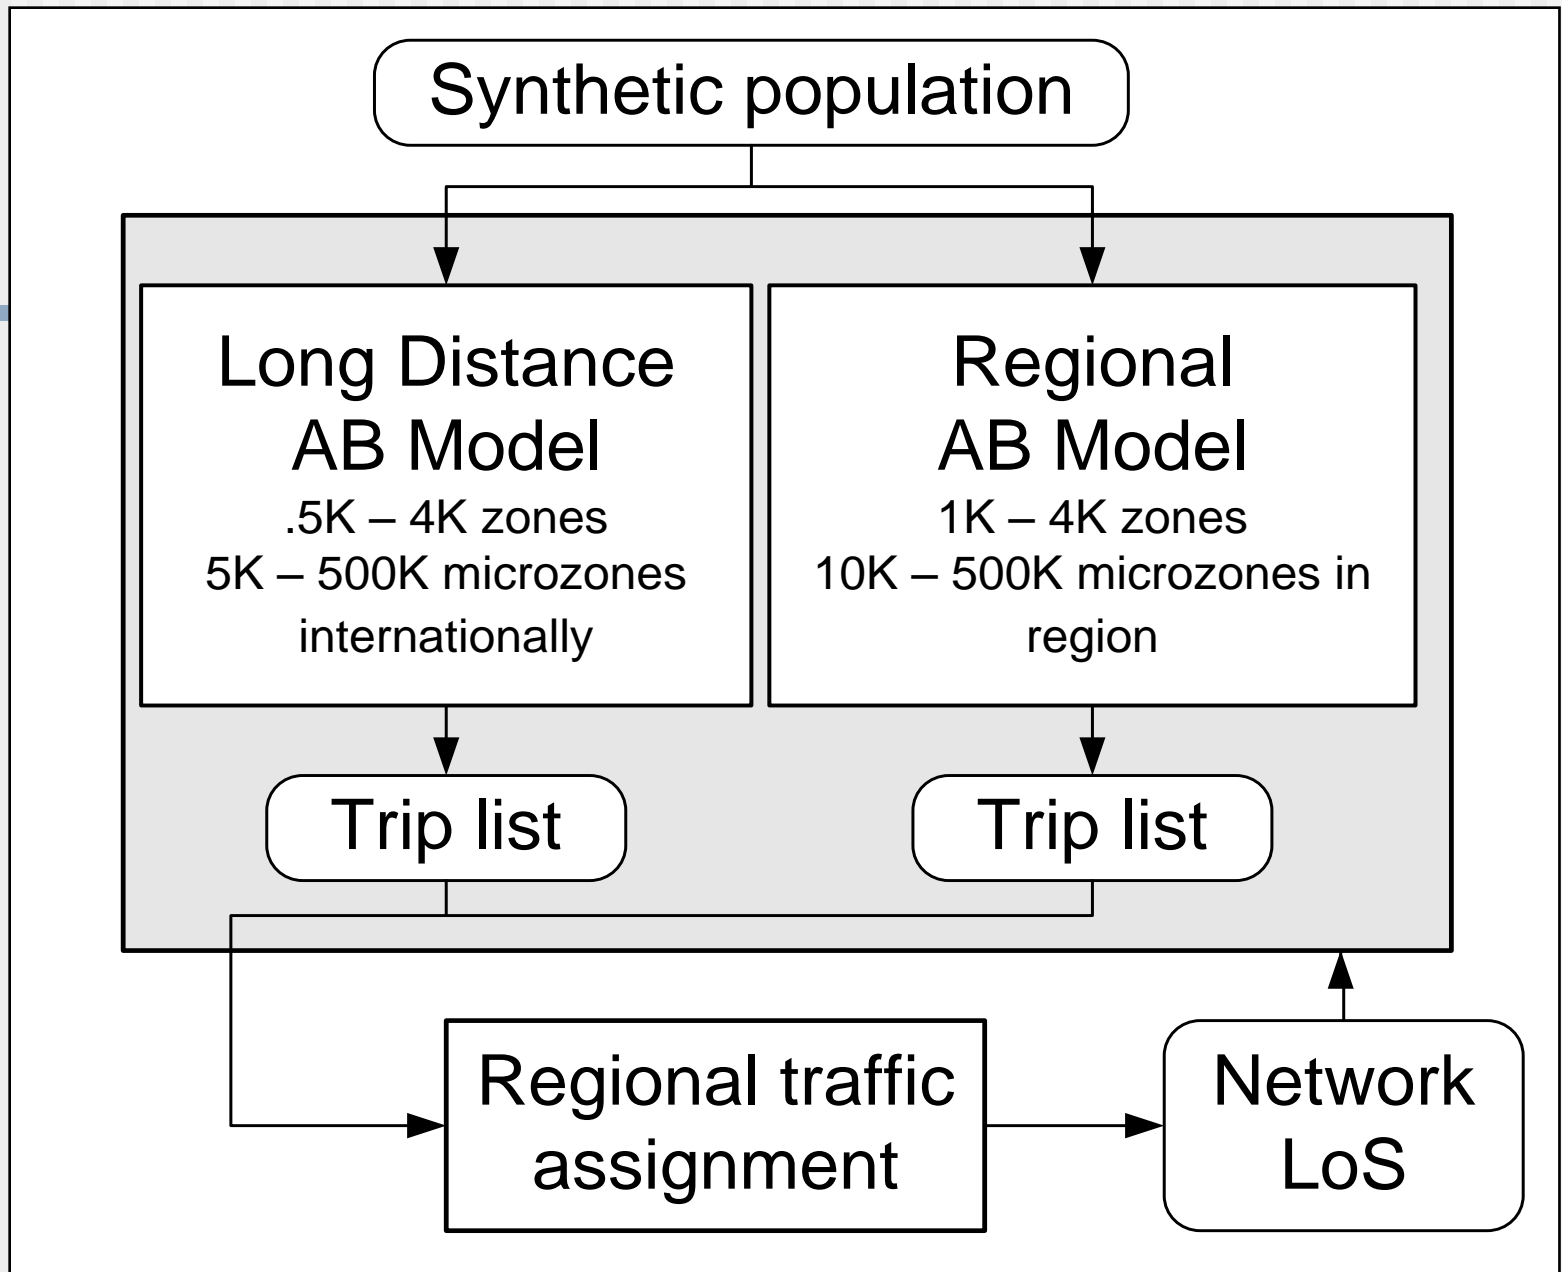 Synthetic population
Long Distance
AB Model
.5K – 4K zones
5K – 500K microzones
internationally
Regional
AB Model
1K – 4K zones
10K – 500K microzones in
region
Trip list
Trip list
Regional traffic
assignment
Network
LoS